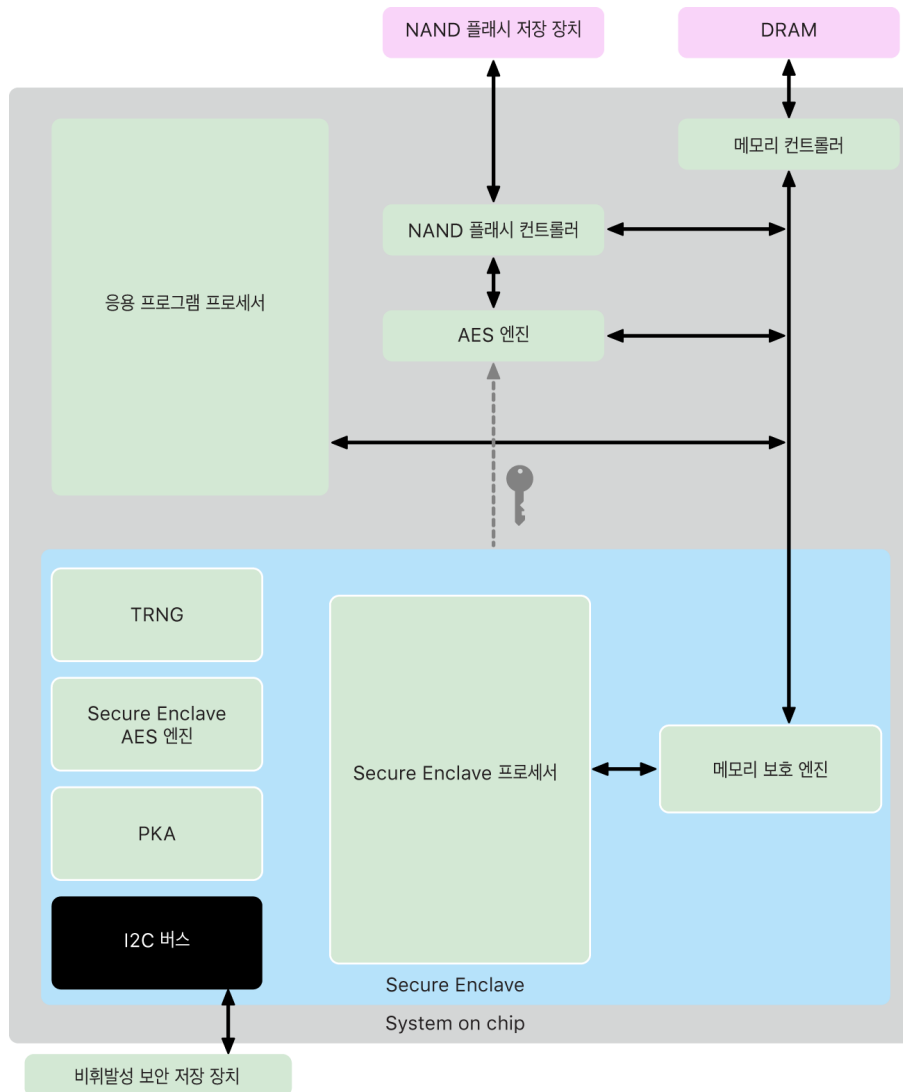 NAND 플래시 저장 장치
DRAM
메모리 컨트롤러
NAND 플래시 컨트롤러
응용 프로그램 프로세서
AES 엔진
TRNG
Secure Enclave
AES 엔진
Secure Enclave 프로세서
메모리 보호 엔진
PKA
I2C 버스
Secure Enclave
System on chip
비휘발성 보안 저장 장치